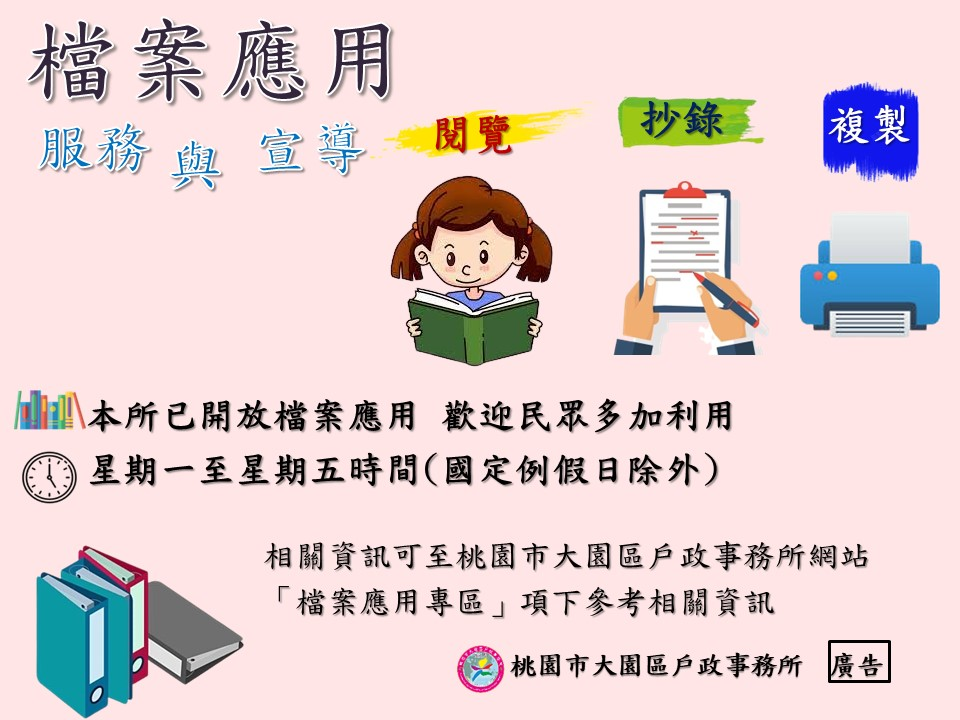 檔案應用
服務與宣導
閱覽
抄錄
複製
本所已開放檔案應用 歡迎民眾多加利用
星期一至星期五時間(國定例假日除外)
相關資訊可至桃園市大園區戶政事務所網站
「檔案應用專區」項下參考相關資訊
桃園市大園區戶政事務所 廣告